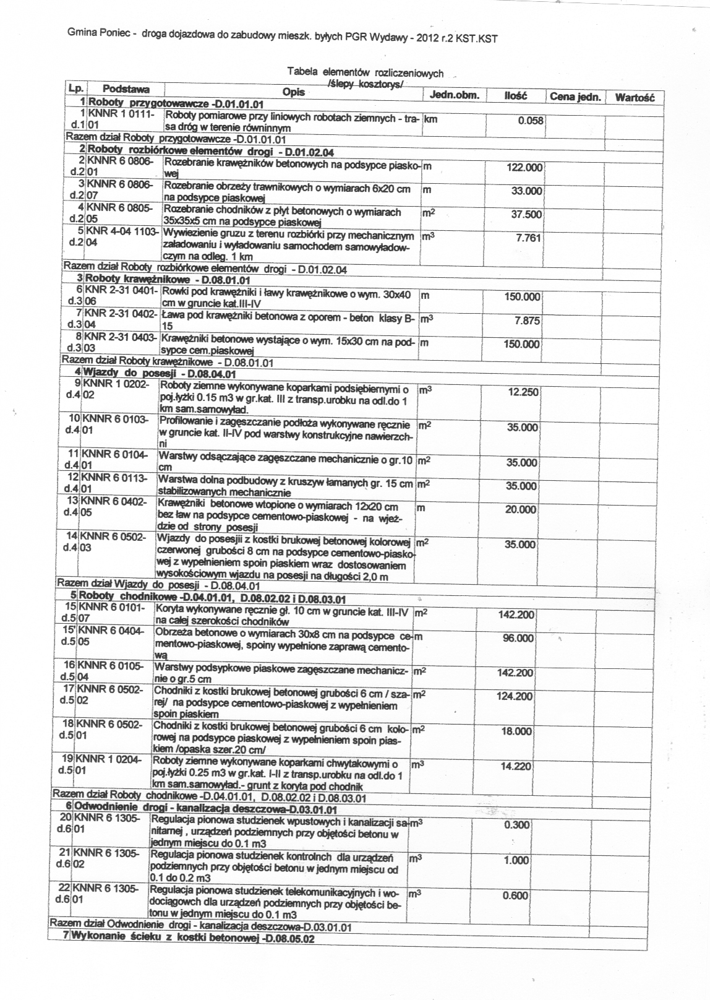 Gmina Poniec - droga dojazdowa do zabudowy mieszk. byłych PGR Wydawy - 2012 r.2 KST.KST
Tabela elementów rozliczeniowych
/ślepy kosztorys/
Lp. Podstawa Opis Jedn.obm. Ilość Cena jedn. Wartość
1 Roboty przygotowawcze -D.01.01.01
1 KNNR 1 0111- Roboty pomiarowe przy liniowych robotach ziemnych - tra- km 0.058
d.1 01 sa dróg w terenie równinnym
Razem dział Roboty przygotowawcze -D.01.01.01
2 Roboty rozbiórkowe elementów drogi - D.01.02.04
2 KNNR 6 0806- Rozebranie krawężników betonowych na podsypce piasko- m 122.000
d.2 01 wej
3 KNNR 6 0806- Rozebranie obrzeży trawnikowych o wymiarach 6x20 cm m 33.000
d.2 07 na podsypce piaskowej
4 KNNR 6 0805- Rozebranie chodników z płyt betonowych o wymiarach m2 37.500
d.2 05 35x35x5 cm na podsypce piaskowej
5 KNR 4-04 1103- Wywiezienie gruzu z terenu rozbiórki przy mechanicznym m3 7.761
d.2 04 załadowaniu i wyładowaniu samochodem samowyładow-
czym na odleg. 1 km
Razem dział Roboty rozbiórkowe elementów drogi - D.01.02.04
3 Roboty krawężnikowe - D.08.01.01
6 KNR 2-31 0401- Rowki pod krawężniki i ławy krawężnikowe o wym. 30x40 m 150.000
d.3 06 cm w gruncie kat.III-IV
7 KNR 2-31 0402- Ława pod krawężniki betonowa z oporem - beton klasy B- m3 7.875
d.3 04 15
8 KNR 2-31 0403- Krawężniki betonowe wystające o wym. 15x30 cm na pod- m 150.000
d.3 03 sypce cem.piaskowej
Razem dział Roboty krawężnikowe - D.08.01.01
4 Wjazdy do posesji - D.08.04.01
9 KNNR 1 0202- Roboty ziemne wykonywane koparkami podsiębiernymi o m3 12.250
d.4 02 poj.łyżki 0.15 m3 w gr.kat. III z transp.urobku na odl.do 1
km sam.samowyład.
10 KNNR 6 0103- Profilowanie i zagęszczanie podłoża wykonywane ręcznie m2 35.000
d.4 01 w gruncie kat. II-IV pod warstwy konstrukcyjne nawierzch-
ni
11 KNNR 6 0104- Warstwy odsączające zagęszczane mechanicznie o gr.10 m2 35.000
d.4 01 cm
12 KNNR 6 0113- Warstwa dolna podbudowy z kruszyw łamanych gr. 15 cm m2 35.000
d.4 01 stabilizowanych mechanicznie
13 KNNR 6 0402- Krawężniki betonowe wtopione o wymiarach 12x20 cm m 20.000
d.4 05 bez ław na podsypce cementowo-piaskowej - na wjeź-
dzie od strony posesji
14 KNNR 6 0502- Wjazdy do posesjii z kostki brukowej betonowej kolorowej m2 35.000
d.4 03 czerwonej grubości 8 cm na podsypce cementowo-piasko-
wej z wypełnieniem spoin piaskiem wraz dostosowaniem
wysokościowym wjazdu na posesji na długości 2,0 m
Razem dział Wjazdy do posesji - D.08.04.01
5 Roboty chodnikowe -D.04.01.01, D.08.02.02 i D.08.03.01
15 KNNR 6 0101- Koryta wykonywane ręcznie gł. 10 cm w gruncie kat. III-IV m2 142.200
d.5 07 na całej szerokości chodników
15' KNNR 6 0404- Obrzeża betonowe o wymiarach 30x8 cm na podsypce ce- m 96.000
d.5 05 mentowo-piaskowej, spoiny wypełnione zaprawą cemento-
wą
16 KNNR 6 0105- Warstwy podsypkowe piaskowe zagęszczane mechanicz- m2 142.200
d.5 04 nie o gr.5 cm
17 KNNR 6 0502- Chodniki z kostki brukowej betonowej grubości 6 cm / sza- m2 124.200
d.5 02 rej/ na podsypce cementowo-piaskowej z wypełnieniem
spoin piaskiem
18 KNNR 6 0502- Chodniki z kostki brukowej betonowej grubości 6 cm kolo- m2 18.000
d.5 01 rowej na podsypce piaskowej z wypełnieniem spoin pias-
kiem /opaska szer.20 cm/
19 KNNR 1 0204- Roboty ziemne wykonywane koparkami chwytakowymi o m3 14.220
d.5 01 poj.łyżki 0.25 m3 w gr.kat. I-II z transp.urobku na odl.do 1
km sam.samowyład.- grunt z koryta pod chodnik
Razem dział Roboty chodnikowe -D.04.01.01, D.08.02.02 i D.08.03.01
6 Odwodnienie drogi - kanalizacja deszczowa-D.03.01.01
20 KNNR 6 1305- Regulacja pionowa studzienek wpustowych i kanalizacji sa- m3 0.300
d.6 01 nitarnej , urządzeń podziemnych przy objętości betonu w
jednym miejscu do 0.1 m3
21 KNNR 6 1305- Regulacja pionowa studzienek kontrolnch dla urządzeń m3 1.000
d.6 02 podziemnych przy objętości betonu w jednym miejscu od
0.1 do 0.2 m3
22 KNNR 6 1305- Regulacja pionowa studzienek telekomunikacyjnych i wo- m3 0.600
d.6 01 dociągowch dla urządzeń podziemnych przy objętości be-
tonu w jednym miejscu do 0.1 m3
Razem dział Odwodnienie drogi - kanalizacja deszczowa-D.03.01.01
7 Wykonanie ścieku z kostki betonowej -D.08.05.02